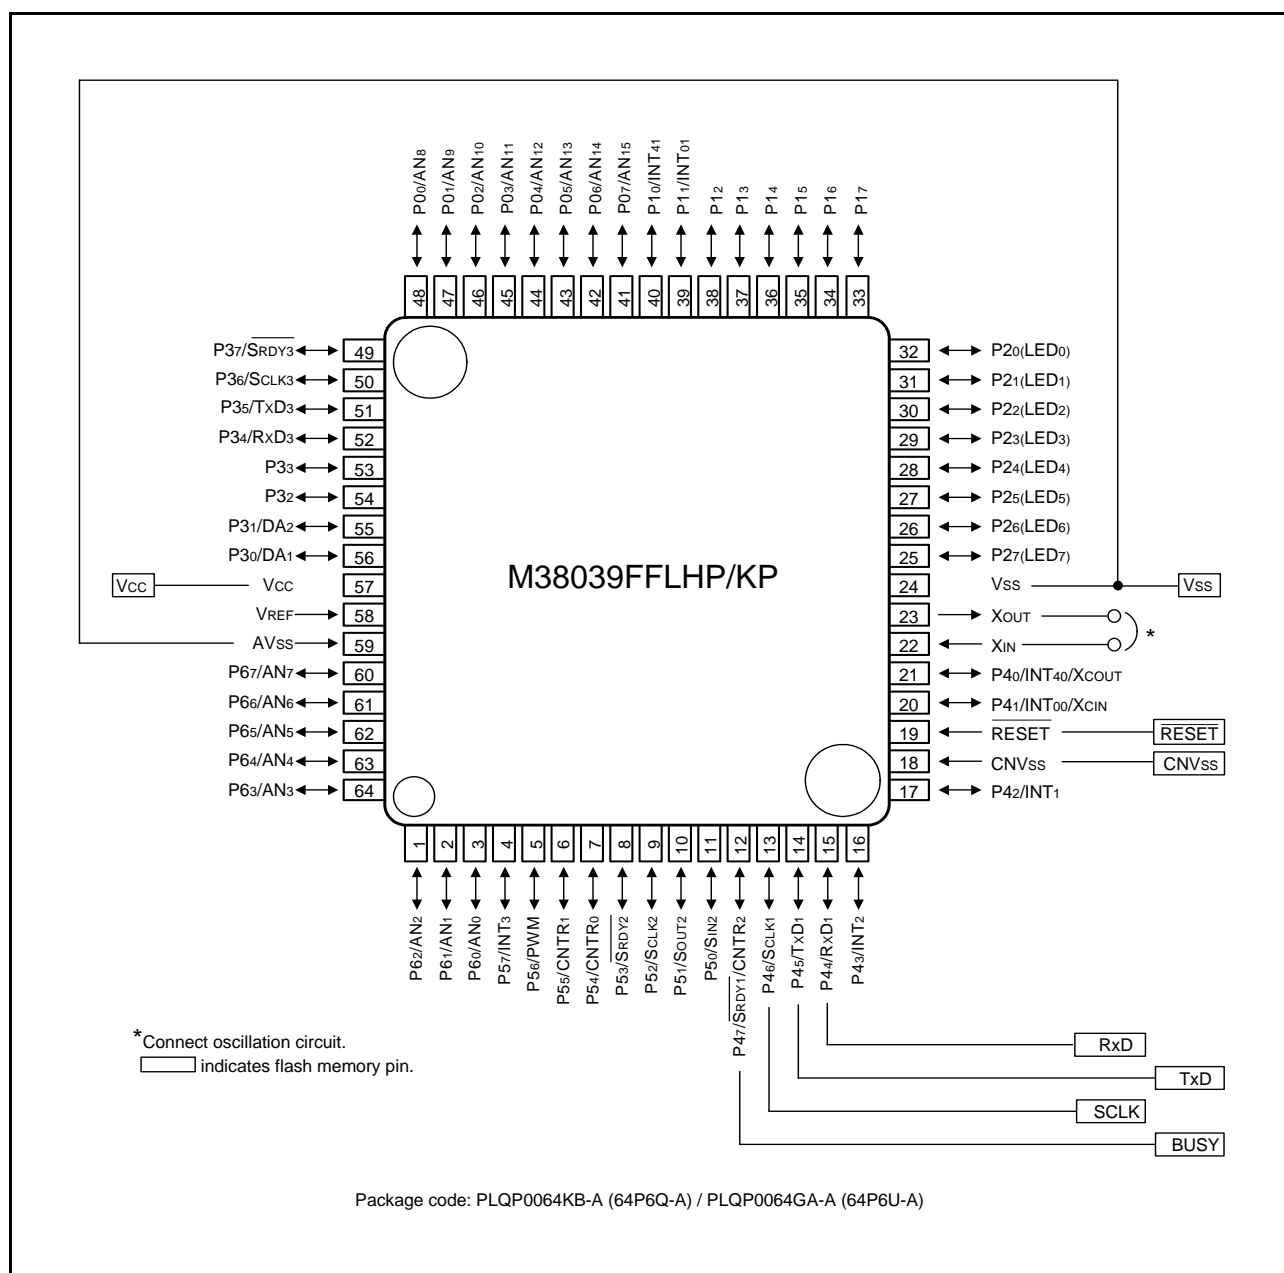 P00/AN8
P01/AN9
P02/AN10
P03/AN11
P04/AN12
P05/AN13
P06/AN14
P07/AN15
P10/INT41
P11/INT01
P12
P13
P14
P15
P16
P17
48
47
46
45
44
43
42
41
40
39
38
37
36
35
34
33
P37/SRDY3 49
P36/SCLK3 50
P35/TXD3 51
P34/RXD3 52
P33 53
P32 54
P31/DA2 55
P30/DA1 56
VCC VCC 57
VREF 58
AVSS 59
P67/AN7 60
P66/AN6 61
P65/AN5 62
P64/AN4 63
P63/AN3 64
M38039FFLHP/KP
32 P20(LED0)
31 P21(LED1)
30 P22(LED2)
29 P23(LED3)
28 P24(LED4)
27 P25(LED5)
26 P26(LED6)
25 P27(LED7)
24 VSS VSS
23 XOUT
22 XIN *
21 P40/INT40/XCOUT
20 P41/INT00/XCIN
19 RESET RESET
18 CNVSS CNVSS
17 P42/INT1
1
2
3
4
5
6
7
8
9
10
11
12
13
14
15
16
P62/AN2
P61/AN1
P60/AN0
P57/INT3
P56/PWM
P55/CNTR1
P54/CNTR0
P53/SRDY2
P52/SCLK2
P51/SOUT2
P50/SIN2
P47/SRDY1/CNTR2
P46/SCLK1
P45/TXD1
P44/RXD1
P43/INT2
RxD
TxD
SCLK
BUSY
*Connect oscillation circuit.
indicates flash memory pin.
Package code: PLQP0064KB-A (64P6Q-A) / PLQP0064GA-A (64P6U-A)